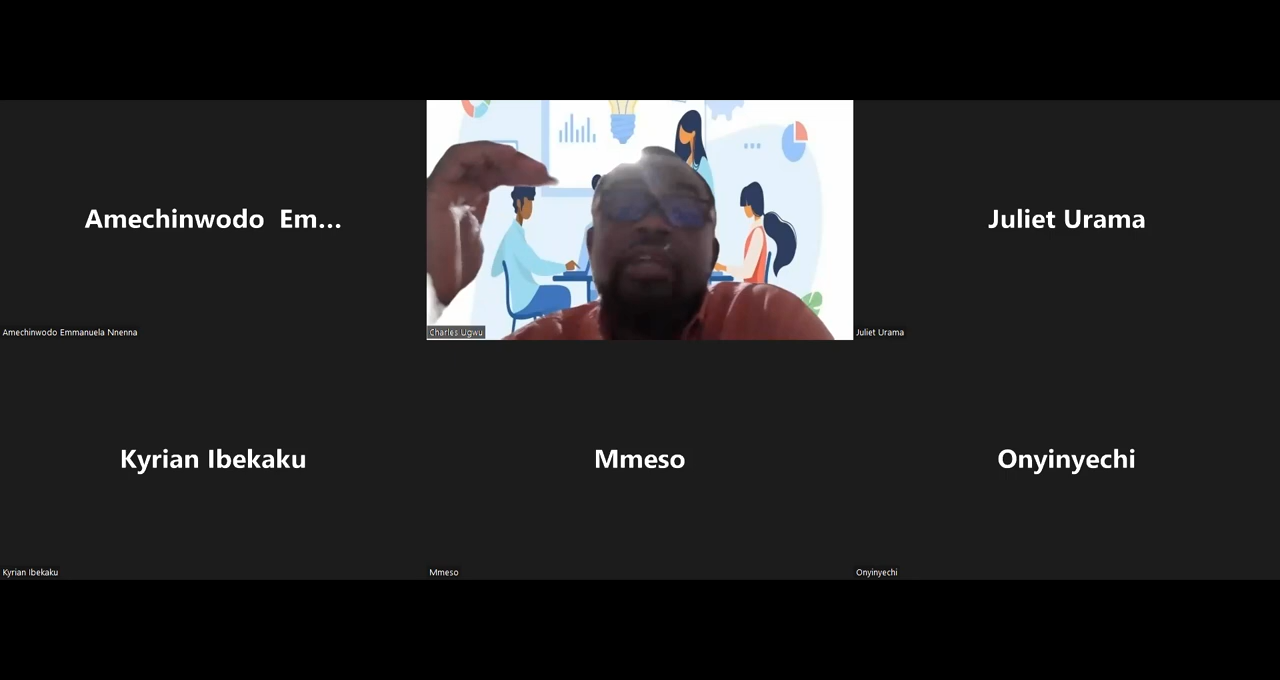 Amechinwodo Em...
Amechinwodo Emmanuela Nnenna
Charles Ugwu
Juliet Urama
Juliet Urama
Kyrian Ibekaku
Kyrian Ibekaku
Mmeso
Mmeso
Onyinyechi
Onyinyechi